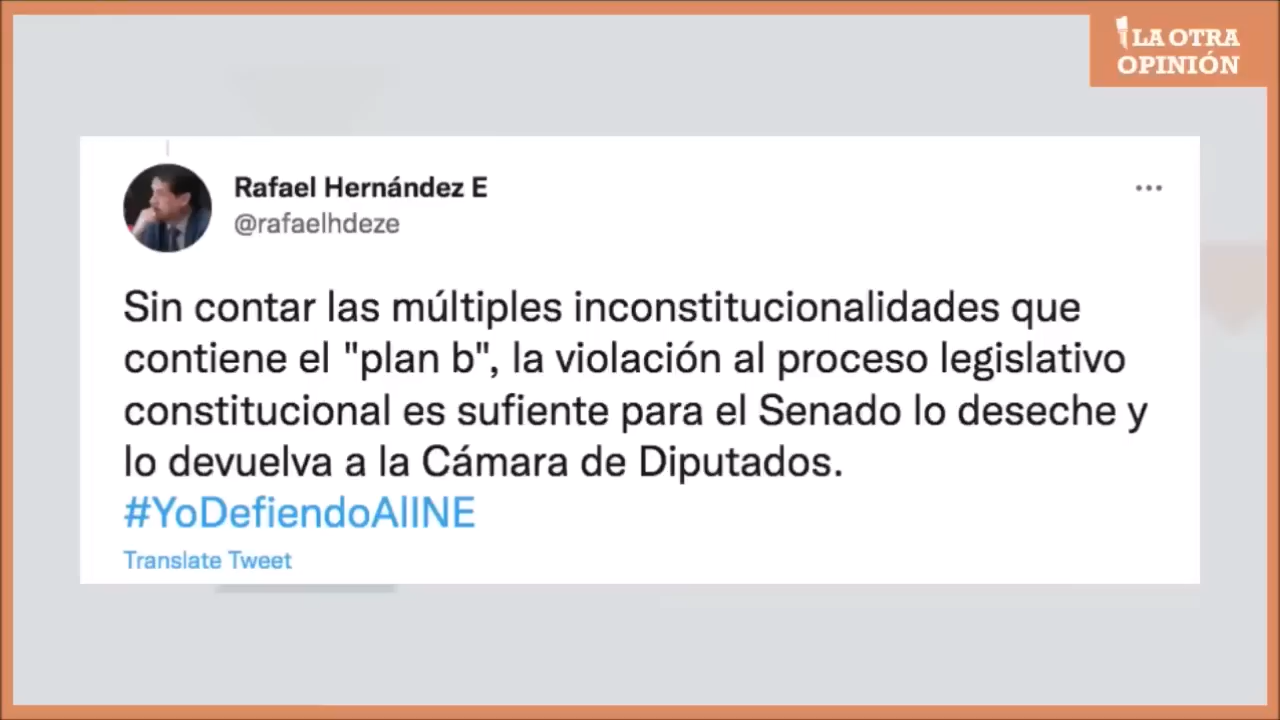 LA OTRA
OPINIÓN
Rafael Hernández E
@rafaelhdeze
Sin contar las múltiples inconstitucionalidades que
contiene el "plan b", la violación al proceso legislativo
constitucional es sufiente para el Senado lo deseche y
lo devuelva a la Cámara de Diputados.
#YoDefiendoAlINE
Translate Tweet